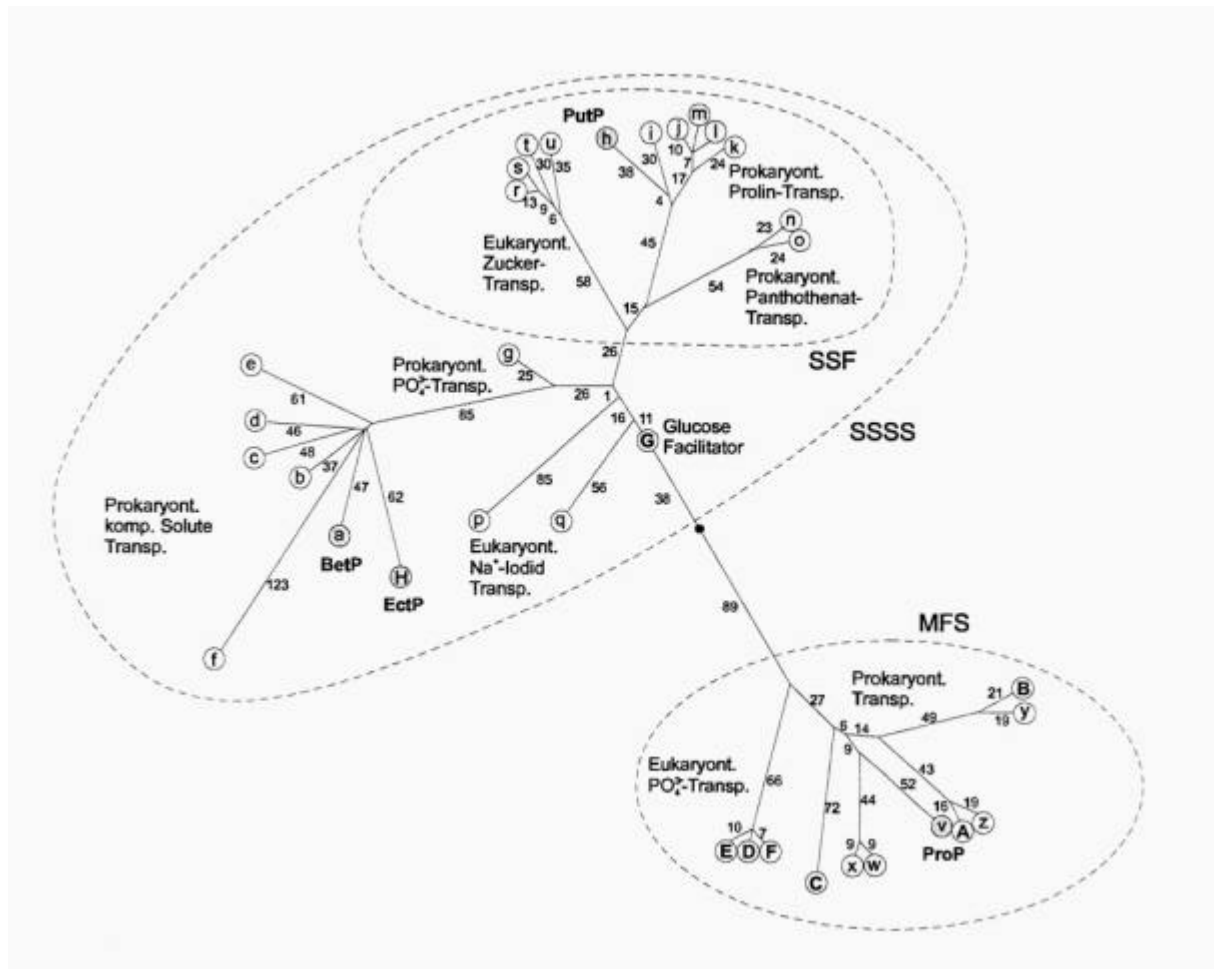 PutP
h
i
j
m
l
k
10
7
24
30
38
17
4
t
u
s
r
30
35
13
9
6
Prokaryont.
Prolin-Transp.
Eukaryont.
Zucker-
Transp.
45
23
n
o
24
54
Prokaryont.
Panthothenat-
Transp.
58
15
26
SSF
SSSS
g
25
Prokaryont.
PO₄³⁻-Transp.
26
1
85
e
61
d
46
c
48
b
37
47
62
a
BetP
H
EctP
123
f
Prokaryont.
komp. Solute
Transp.
16
11
G
Glucose
Facilitator
85
56
p
q
Eukaryont.
Na⁺-Iodid
Transp.
38
89
MFS
Prokaryont.
Transp.
27
6
14
9
49
21
B
19
y
Eukaryont.
PO₄³⁻-Transp.
66
10
7
E
D
F
72
C
44
9
9
x
w
52
43
16
19
v
A
z
ProP